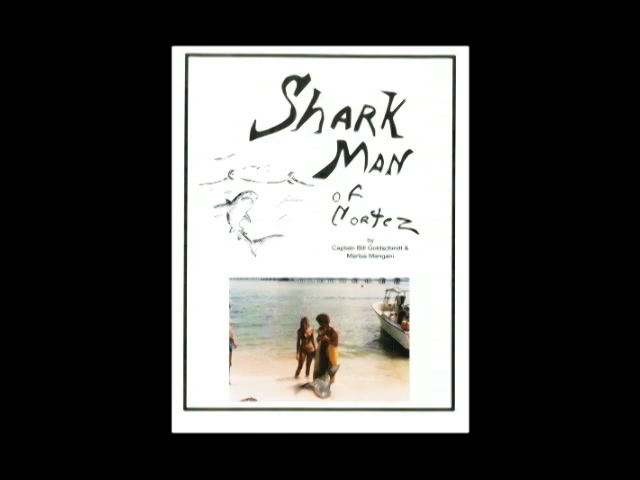 Shark
Man
of
Cortez
by
Captain Bill Goldschmidt &
Marisa Mangani